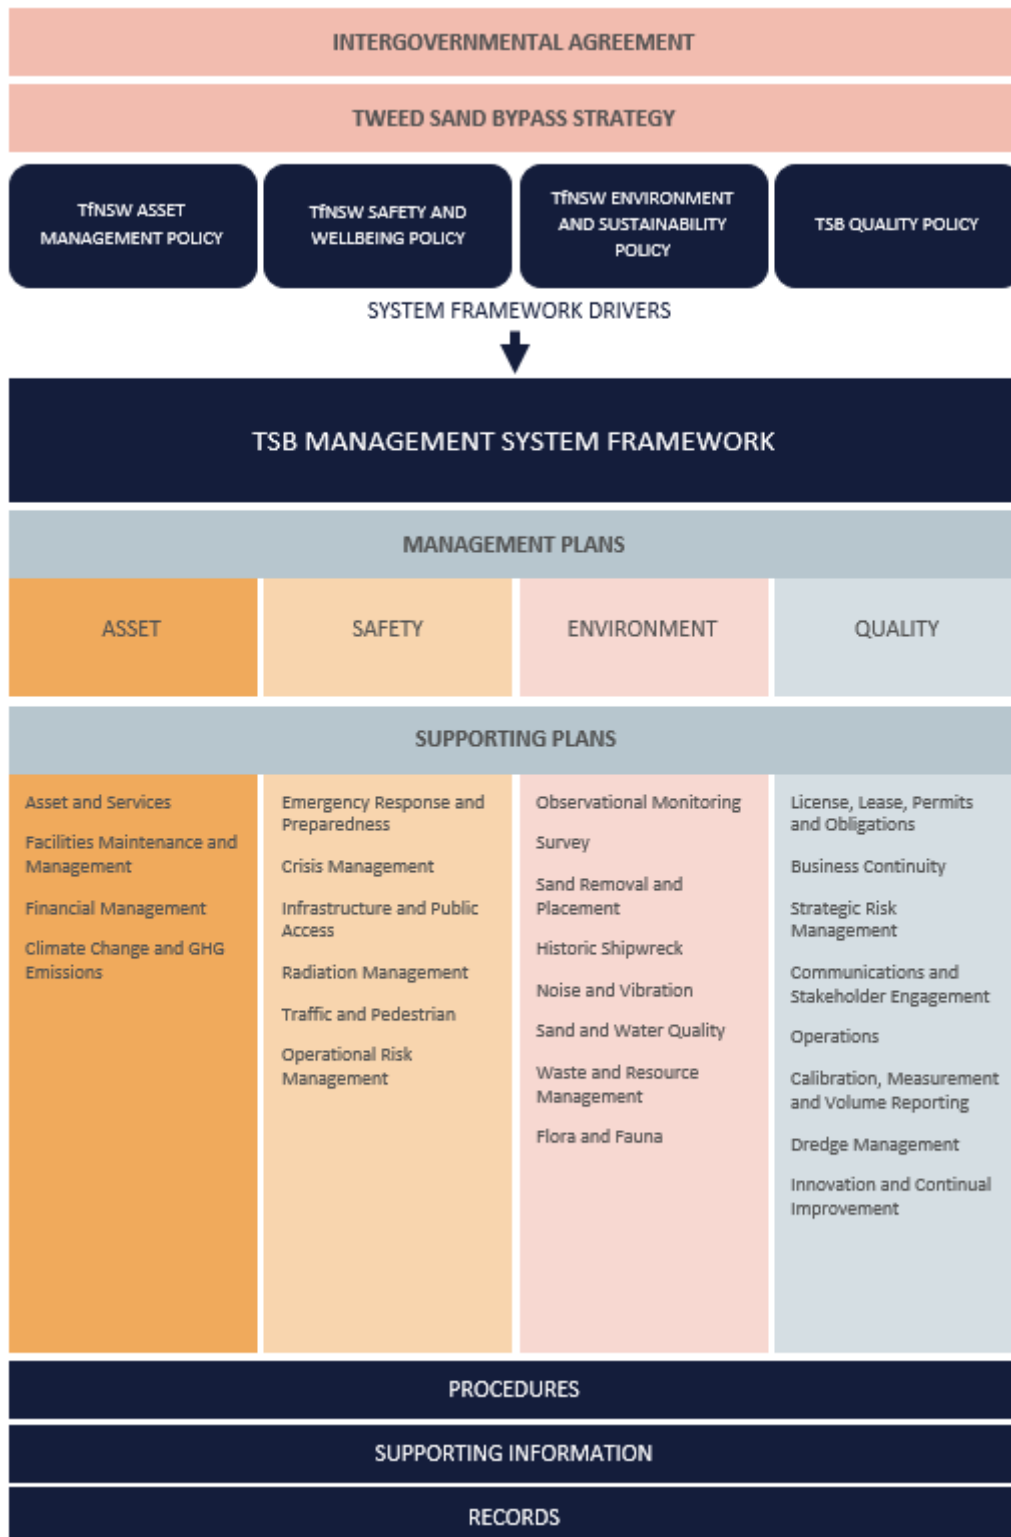 INTERGOVERNMENTAL AGREEMENT
TWEED SAND BYPASS STRATEGY
TfNSW ASSET
MANAGEMENT POLICY
TfNSW SAFETY AND
WELLBEING POLICY
TfNSW ENVIRONMENT
AND SUSTAINABILITY
POLICY
TSB QUALITY POLICY
SYSTEM FRAMEWORK DRIVERS
TSB MANAGEMENT SYSTEM FRAMEWORK
MANAGEMENT PLANS
ASSET
SAFETY
ENVIRONMENT
QUALITY
SUPPORTING PLANS
Asset and Services
Facilities Maintenance and
Management
Financial Management
Climate Change and GHG
Emissions
Emergency Response and
Preparedness
Crisis Management
Infrastructure and Public
Access
Radiation Management
Traffic and Pedestrian
Operational Risk
Management
Observational Monitoring
Survey
Sand Removal and
Placement
Historic Shipwreck
Noise and Vibration
Sand and Water Quality
Waste and Resource
Management
Flora and Fauna
License, Lease, Permits
and Obligations
Business Continuity
Strategic Risk
Management
Communications and
Stakeholder Engagement
Operations
Calibration, Measurement
and Volume Reporting
Dredge Management
Innovation and Continual
Improvement
PROCEDURES
SUPPORTING INFORMATION
RECORDS